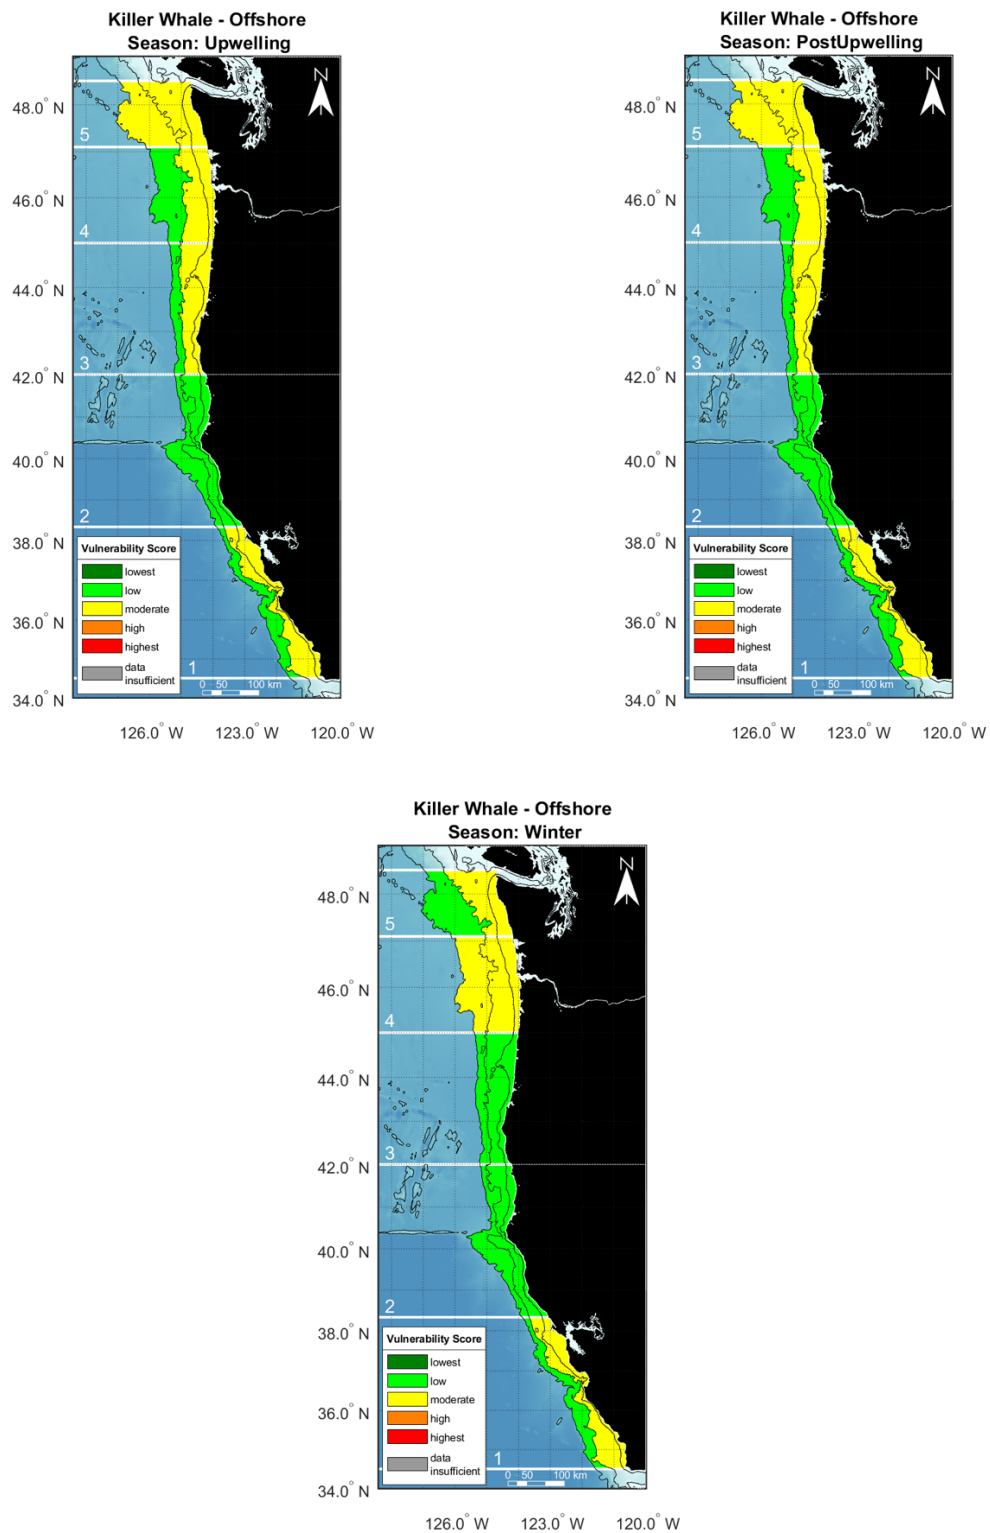 Killer Whale - Offshore
Season: Upwelling
N
48.0° N
5
46.0° N
4
44.0° N
3
42.0° N
40.0° N
2
38.0° N
Vulnerability Score
lowest
low
moderate
36.0° N
high
highest
data
insufficient
1
0 50 100 km
34.0° N
126.0° W 123.0° W 120.0° W
Killer Whale - Offshore
Season: PostUpwelling
N
48.0° N
5
46.0° N
4
44.0° N
3
42.0° N
40.0° N
2
38.0° N
Vulnerability Score
lowest
low
moderate
36.0° N
high
highest
data
insufficient
1
0 50 100 km
34.0° N
126.0° W 123.0° W 120.0° W
Killer Whale - Offshore
Season: Winter
N
48.0° N
5
46.0° N
4
44.0° N
3
42.0° N
40.0° N
2
38.0° N
Vulnerability Score
lowest
low
moderate
36.0° N
high
highest
data
insufficient
1
0 50 100 km
34.0° N
126.0° W 123.0° W 120.0° W